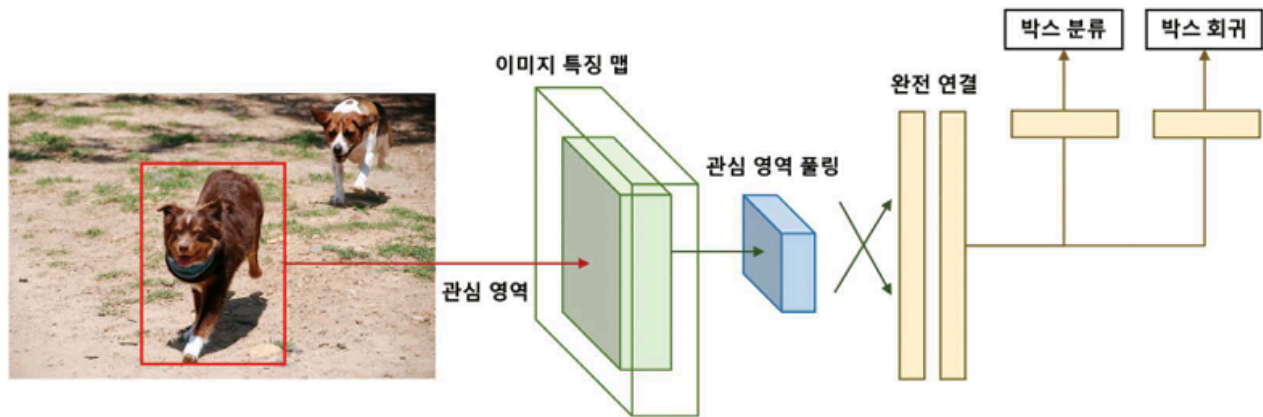 박스 분류
박스 회귀
이미지 특징 맵
완전 연결
관심 영역 풀링
관심 영역